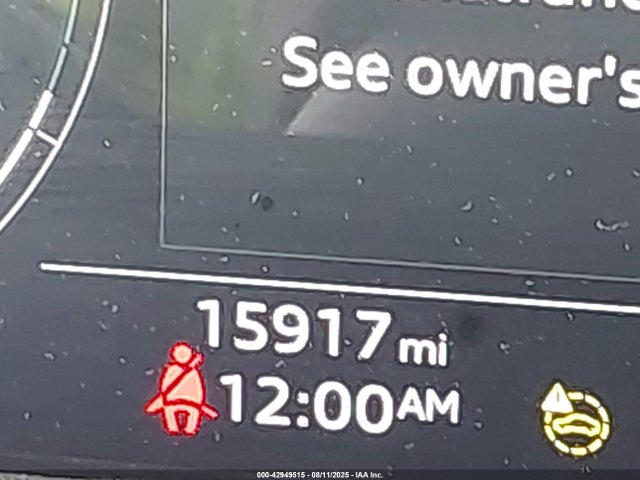 See owner's
15917 mi
12:00AM
000-42949515 - 08/11/2025 - IAA Inc.